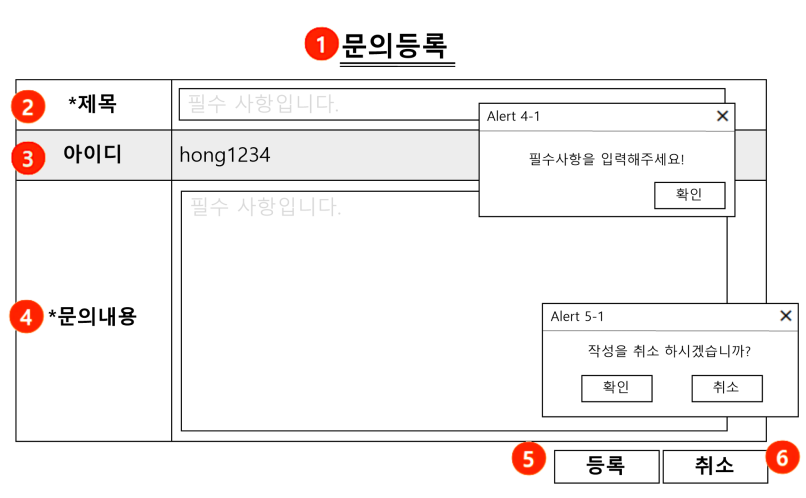 1 문의등록
2 *제목 필수 사항입니다.
Alert 4-1 ✕
3 아이디 hong1234
필수사항을 입력해주세요!
확인
필수 사항입니다.
4 *문의내용
Alert 5-1 ✕
작성을 취소 하시겠습니까?
확인 취소
5 등록 취소 6